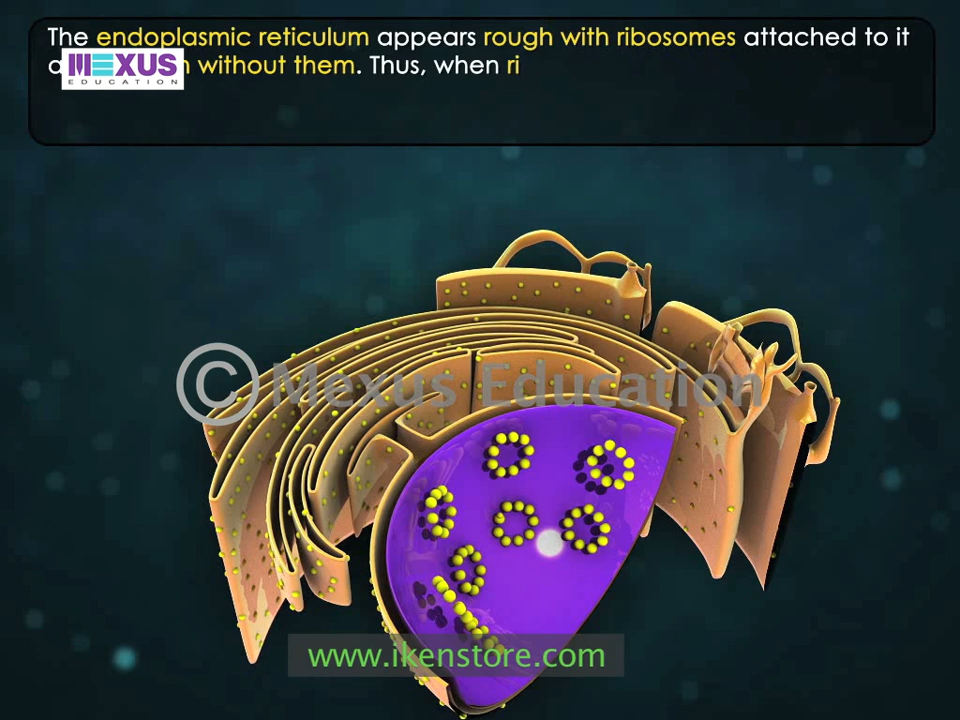 The endoplasmic reticulum appears rough with ribosomes attached to it
without them. Thus, when ri
MEXUS
EDUCATION
© Mexus Education
www.ikenstore.com